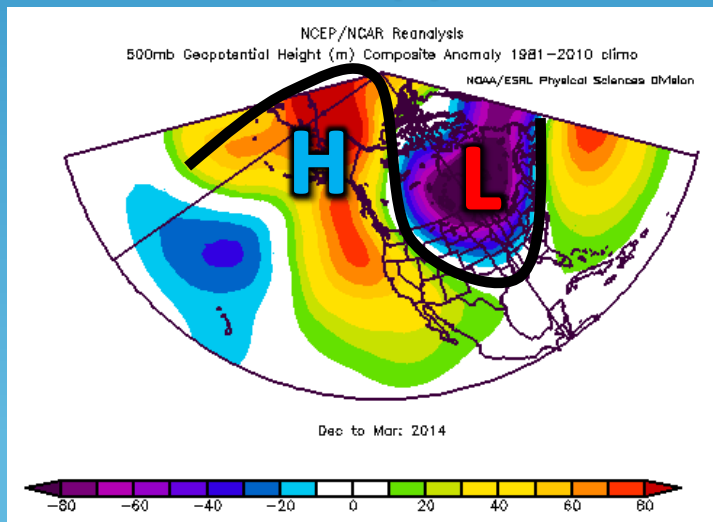 NCEP/NCAR Reanalysis
500mb Geopotential Height (m) Composite Anomaly 1981-2010 climo
NOAA/ESRL Physical Sciences Division
H
L
Dec to Mar: 2014
-80 -60 -40 -20 0 20 40 60 80